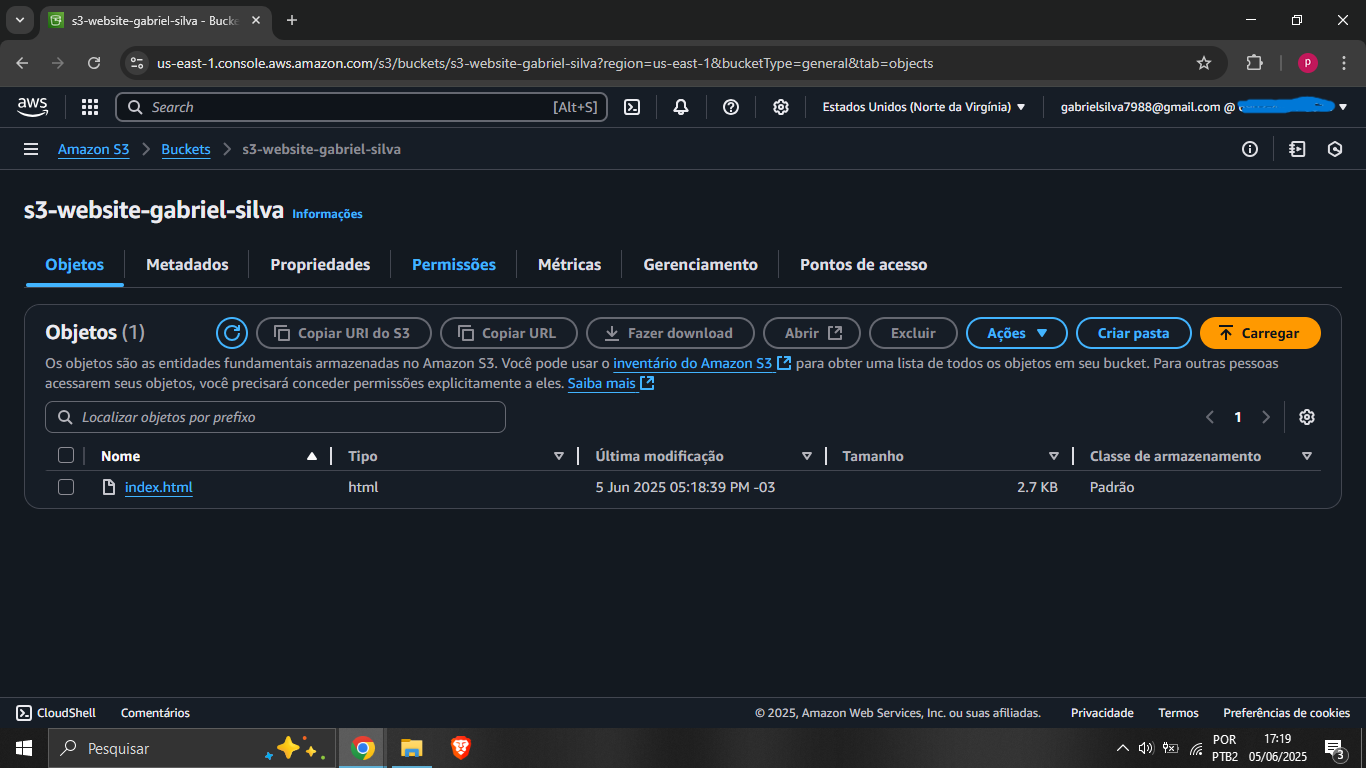 s3-website-gabriel-silva - Bucke
us-east-1.console.aws.amazon.com/s3/buckets/s3-website-gabriel-silva?region=us-east-1&bucketType=general&tab=objects
p
aws
Search
[Alt+S]
Estados Unidos (Norte da Virgínia)
gabrielsilva7988@gmail.com @
Amazon S3
Buckets
s3-website-gabriel-silva
s3-website-gabriel-silva
Informações
Objetos
Metadados
Propriedades
Permissões
Métricas
Gerenciamento
Pontos de acesso
Objetos (1)
Copiar URI do S3
Copiar URL
Fazer download
Abrir
Excluir
Ações
Criar pasta
Carregar
Os objetos são as entidades fundamentais armazenadas no Amazon S3. Você pode usar o inventário do Amazon S3 para obter uma lista de todos os objetos em seu bucket. Para outras pessoas
acessarem seus objetos, você precisará conceder permissões explicitamente a eles. Saiba mais
Localizar objetos por prefixo
1
Nome
Tipo
Última modificação
Tamanho
Classe de armazenamento
index.html
html
5 Jun 2025 05:18:39 PM -03
2.7 KB
Padrão
CloudShell
Comentários
© 2025, Amazon Web Services, Inc. ou suas afiliadas.
Privacidade
Termos
Preferências de cookies
Pesquisar
POR
PTB2
17:19
05/06/2025
3